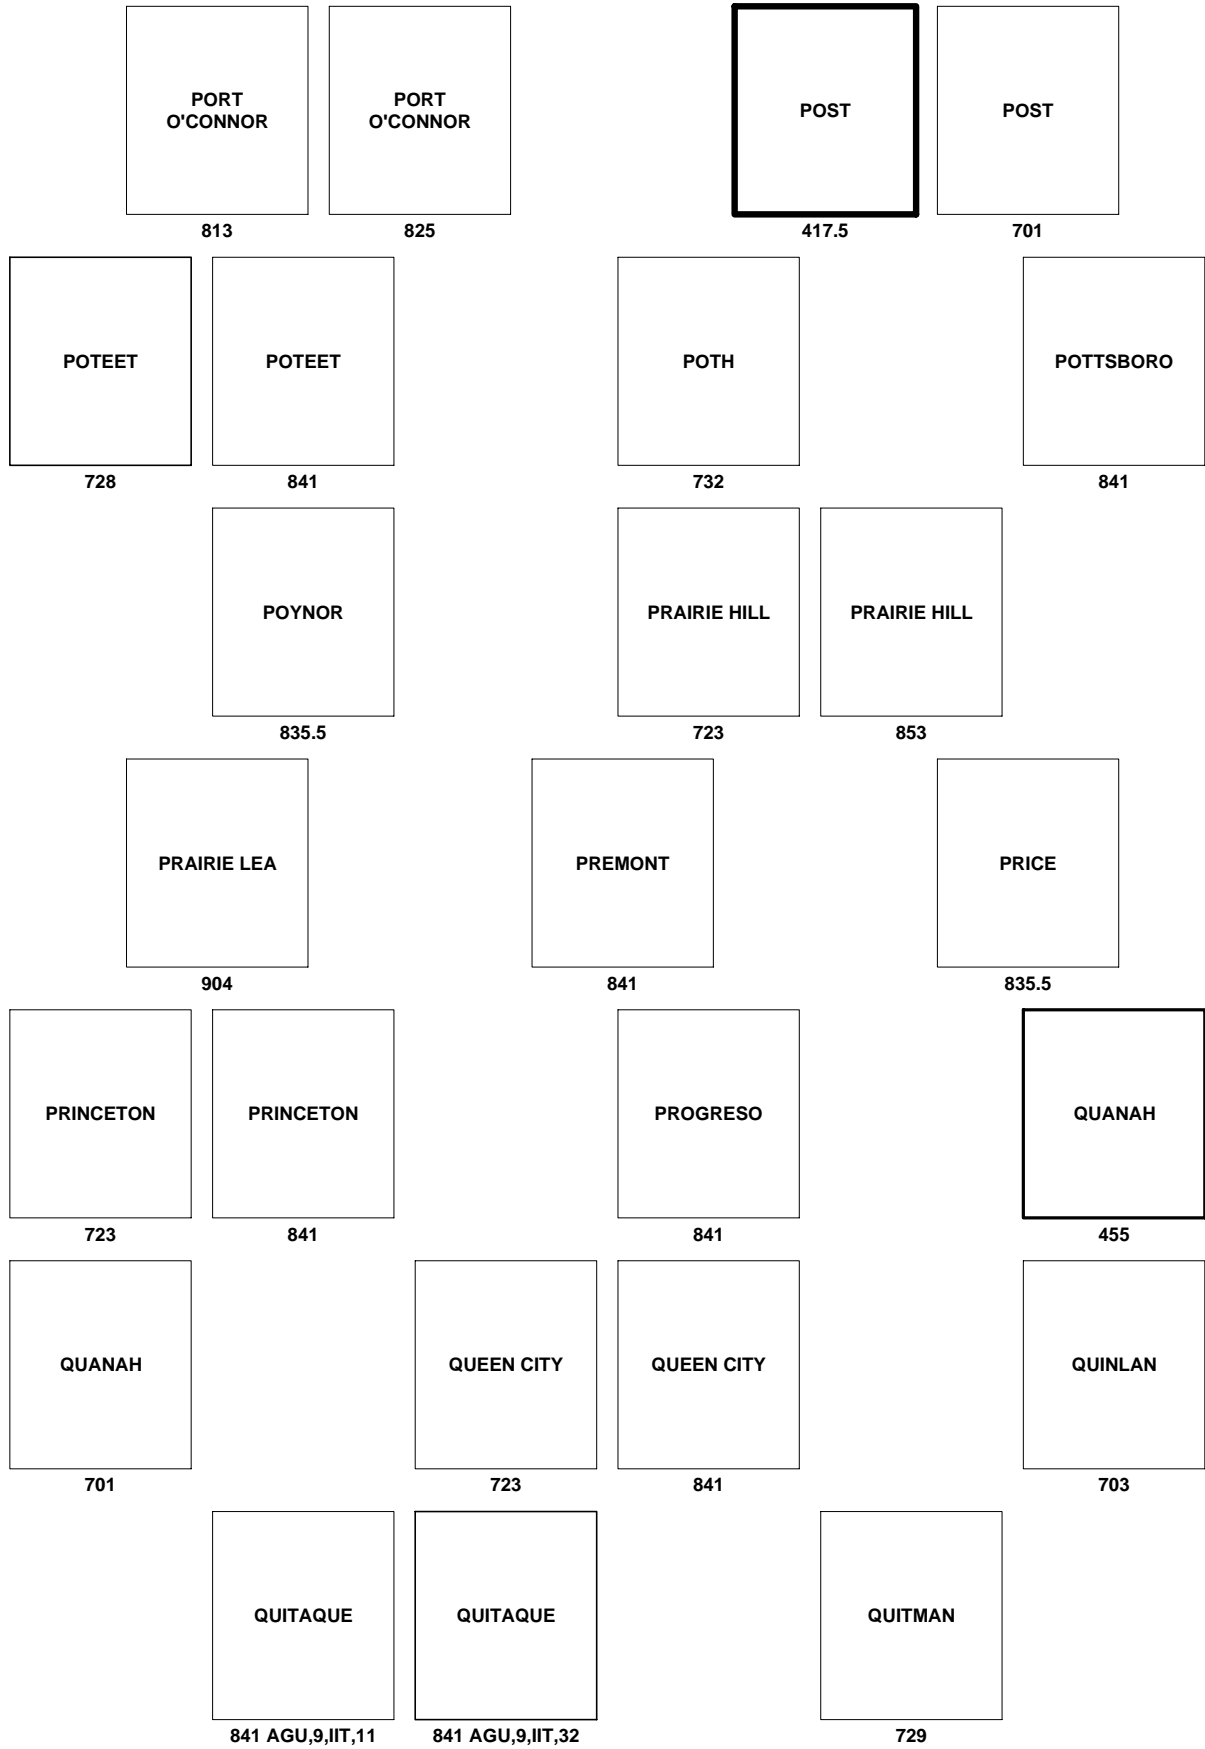 PORT
O'CONNOR
813
PORT
O'CONNOR
825
POST
417.5
POST
701
POTEET
728
POTEET
841
POTH
732
POTTSBORO
841
POYNOR
835.5
PRAIRIE HILL
723
PRAIRIE HILL
853
PRAIRIE LEA
904
PREMONT
841
PRICE
835.5
PRINCETON
723
PRINCETON
841
PROGRESO
841
QUANAH
455
QUANAH
701
QUEEN CITY
723
QUEEN CITY
841
QUINLAN
703
QUITAQUE
841 AGU,9,IIT,11
QUITAQUE
841 AGU,9,IIT,32
QUITMAN
729